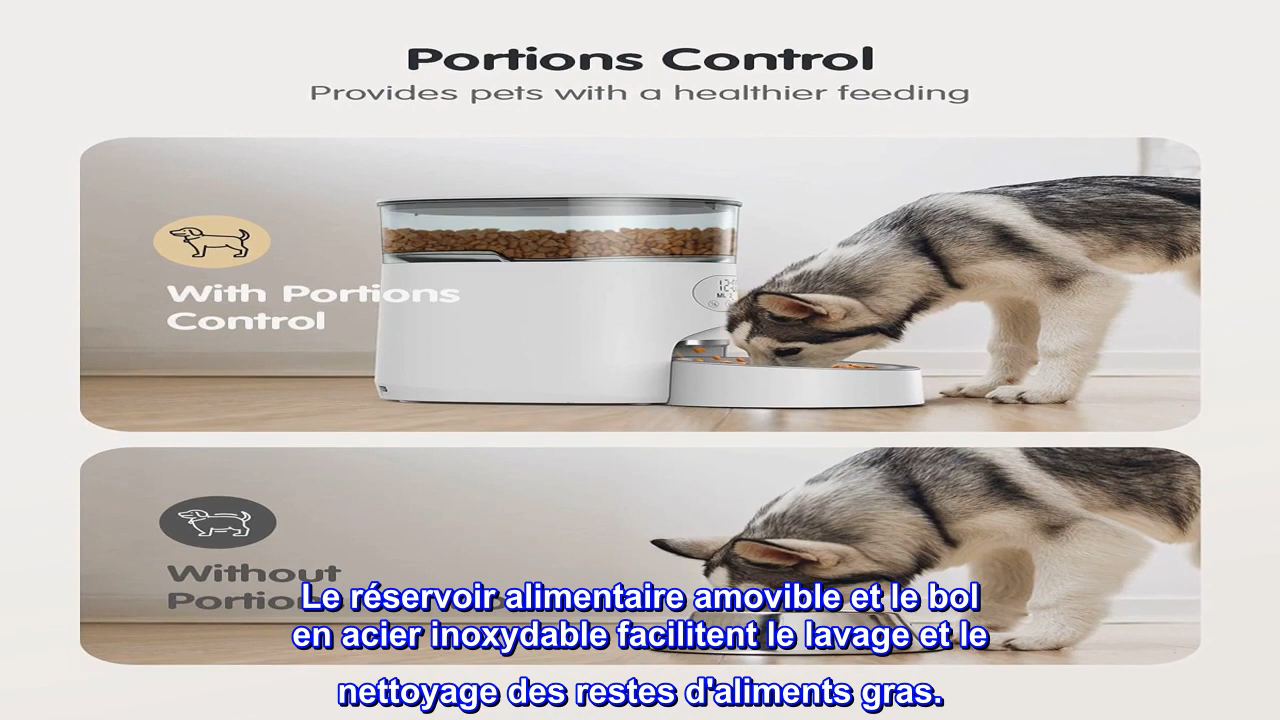 Portions Control
Provides pets with a healthier feeding
With Portions
Control
Without
Le réservoir alimentaire amovible et le bol
en acier inoxydable facilitent le lavage et le
nettoyage des restes d'aliments gras.